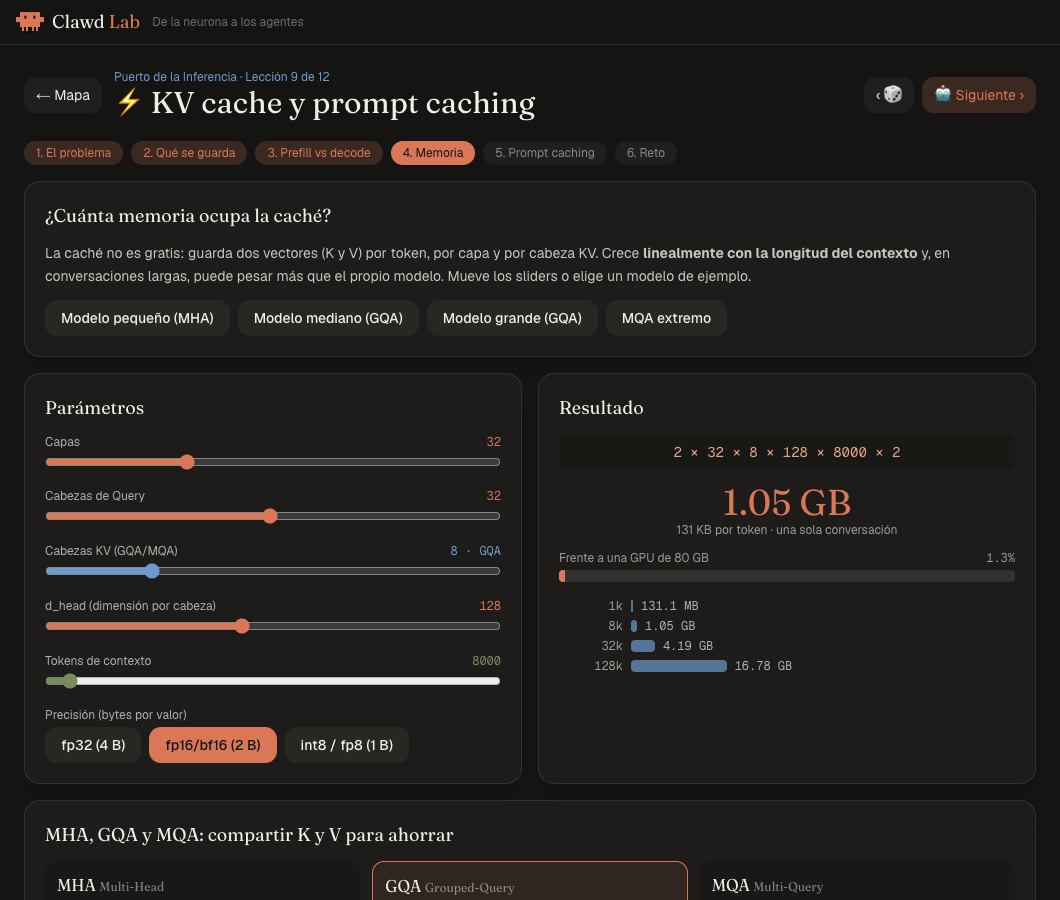 Clawd Lab De la neurona a los agentes
← Mapa
Puerto de la Inferencia · Lección 9 de 12
⚡ KV cache y prompt caching
‹ 🎲
🤖 Siguiente ›
1. El problema
2. Qué se guarda
3. Prefill vs decode
4. Memoria
5. Prompt caching
6. Reto
¿Cuánta memoria ocupa la caché?
La caché no es gratis: guarda dos vectores (K y V) por token, por capa y por cabeza KV. Crece linealmente con la longitud del contexto y, en
conversaciones largas, puede pesar más que el propio modelo. Mueve los sliders o elige un modelo de ejemplo.
Modelo pequeño (MHA)
Modelo mediano (GQA)
Modelo grande (GQA)
MQA extremo
Parámetros
Capas 32
Cabezas de Query 32
Cabezas KV (GQA/MQA) 8 · GQA
d_head (dimensión por cabeza) 128
Tokens de contexto 8000
Precisión (bytes por valor)
fp32 (4 B)
fp16/bf16 (2 B)
int8 / fp8 (1 B)
Resultado
2 × 32 × 8 × 128 × 8000 × 2
1.05 GB
131 KB por token · una sola conversación
Frente a una GPU de 80 GB 1.3%
1k 131.1 MB
8k 1.05 GB
32k 4.19 GB
128k 16.78 GB
MHA, GQA y MQA: compartir K y V para ahorrar
MHA Multi-Head
GQA Grouped-Query
MQA Multi-Query